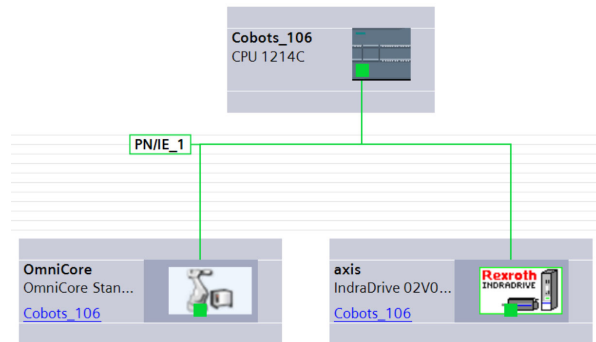 Cobots_106
CPU 1214C
PN/IE_1
OmniCore
OmniCore Stan...
Cobots_106
axis
IndraDrive 02V0...
Cobots_106
Rexroth
INDRADRIVE